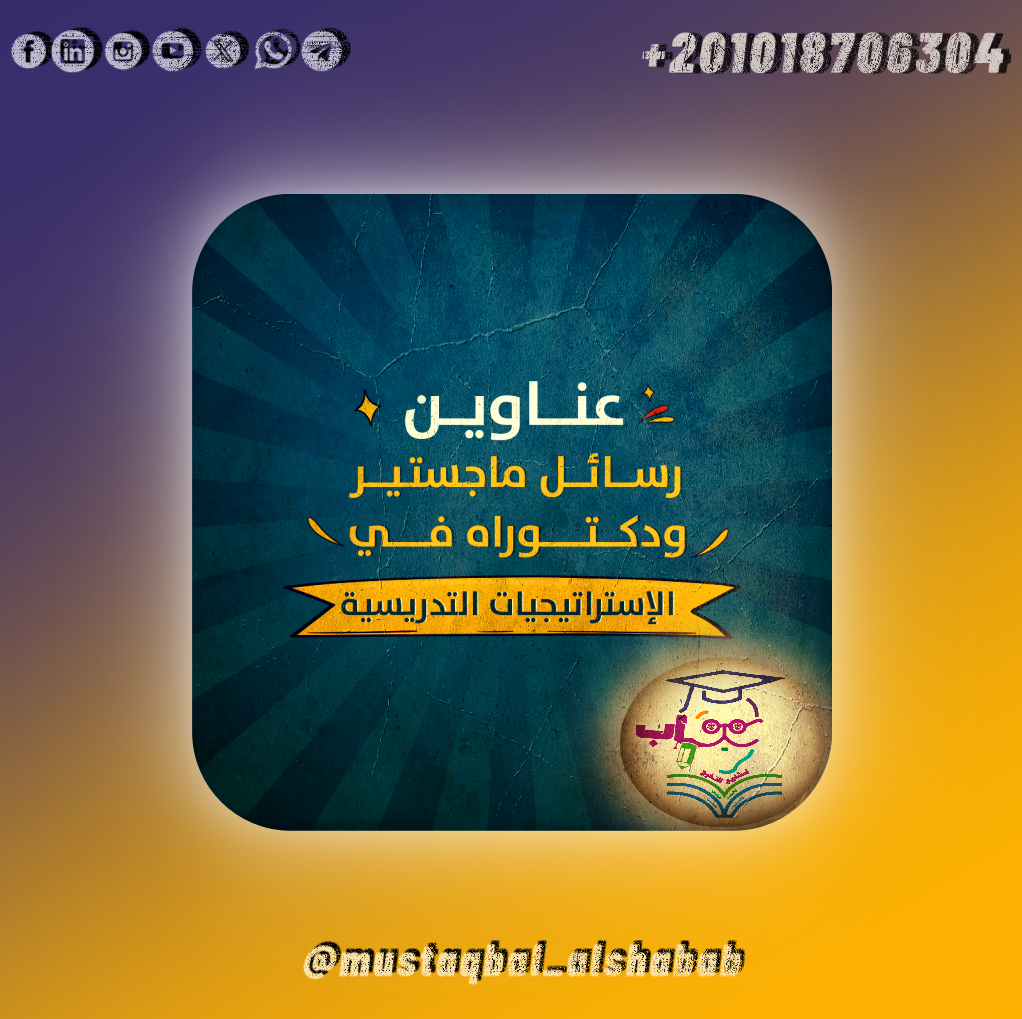 +201018706304
عناوين
رسائل ماجستير
ودكتوراه في
الإستراتيجيات التدريسية
@mustaqbal_alshabab